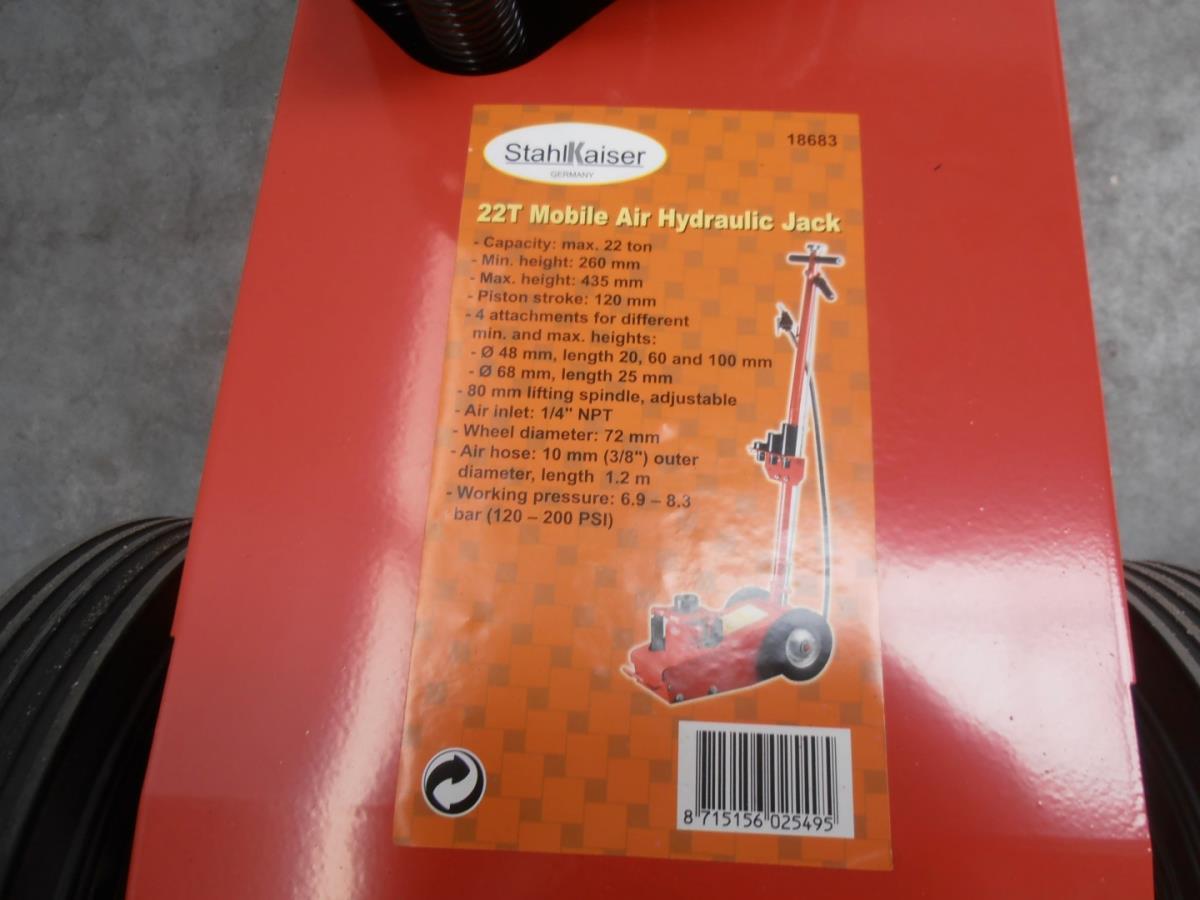 StahlKaiser
GERMANY
18683
22T Mobile Air Hydraulic Jack
- Capacity: max. 22 ton
- Min. height: 260 mm
- Max. height: 435 mm
- Piston stroke: 120 mm
- 4 attachments for different
min. and max. heights:
- Ø 48 mm, length 20, 60 and 100 mm
- Ø 68 mm, length 25 mm
- 80 mm lifting spindle, adjustable
- Air inlet: 1/4" NPT
- Wheel diameter: 72 mm
- Air hose: 10 mm (3/8") outer
diameter, length 1.2 m
- Working pressure: 6.9 – 8.3
bar (120 – 200 PSI)
8 715156 025495